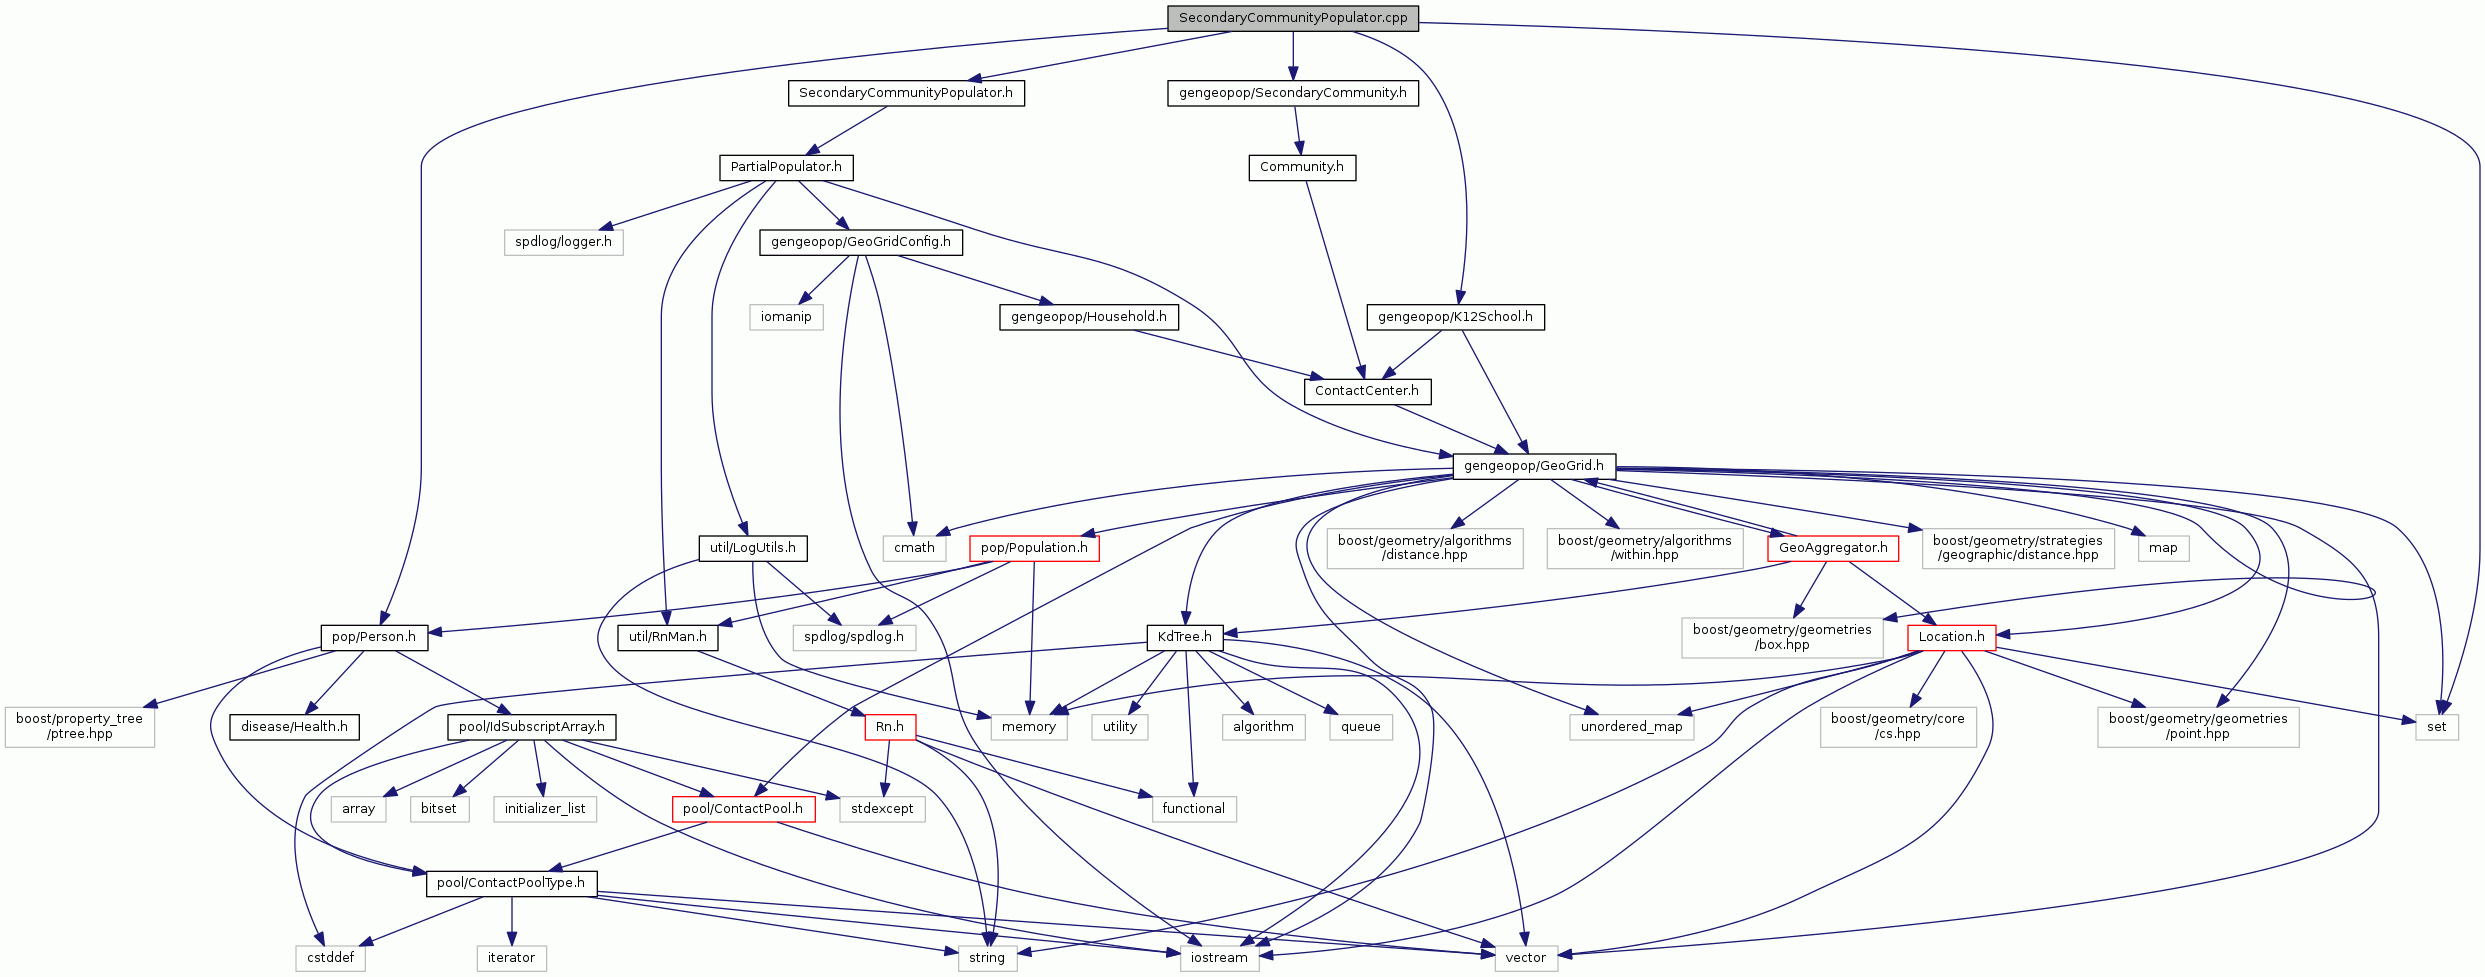 SecondaryCommunityPopulator.cpp
SecondaryCommunityPopulator.h
gengeopop/SecondaryCommunity.h
PartialPopulator.h
Community.h
spdlog/logger.h
gengeopop/GeoGridConfig.h
iomanip
gengeopop/Household.h
gengeopop/K12School.h
ContactCenter.h
gengeopop/GeoGrid.h
util/LogUtils.h
cmath
pop/Population.h
boost/geometry/algorithms
/distance.hpp
boost/geometry/algorithms
/within.hpp
GeoAggregator.h
boost/geometry/strategies
/geographic/distance.hpp
map
pop/Person.h
util/RnMan.h
spdlog/spdlog.h
KdTree.h
boost/geometry/geometries
/box.hpp
Location.h
boost/property_tree
/ptree.hpp
disease/Health.h
pool/IdSubscriptArray.h
Rn.h
memory
utility
algorithm
queue
unordered_map
boost/geometry/core
/cs.hpp
boost/geometry/geometries
/point.hpp
set
array
bitset
initializer_list
pool/ContactPool.h
stdexcept
functional
pool/ContactPoolType.h
cstddef
iterator
string
iostream
vector